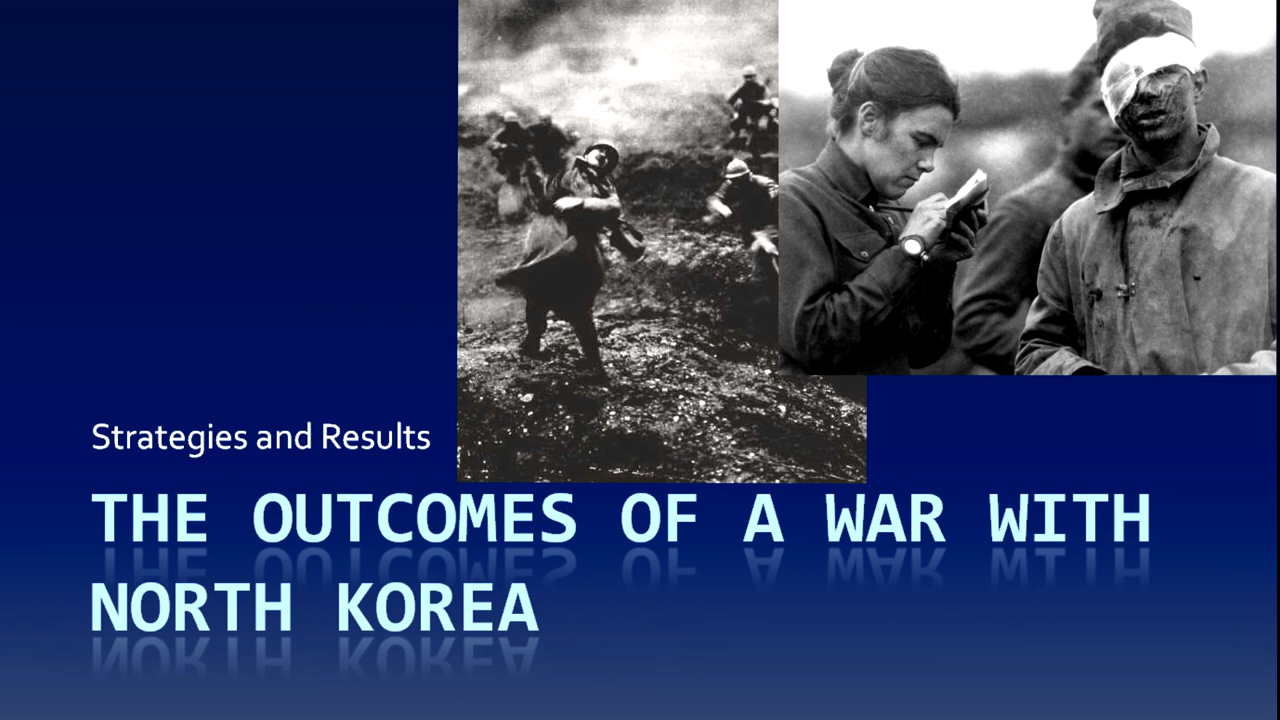 Strategies and Results
THE OUTCOMES OF A WAR WITH
NORTH KOREA